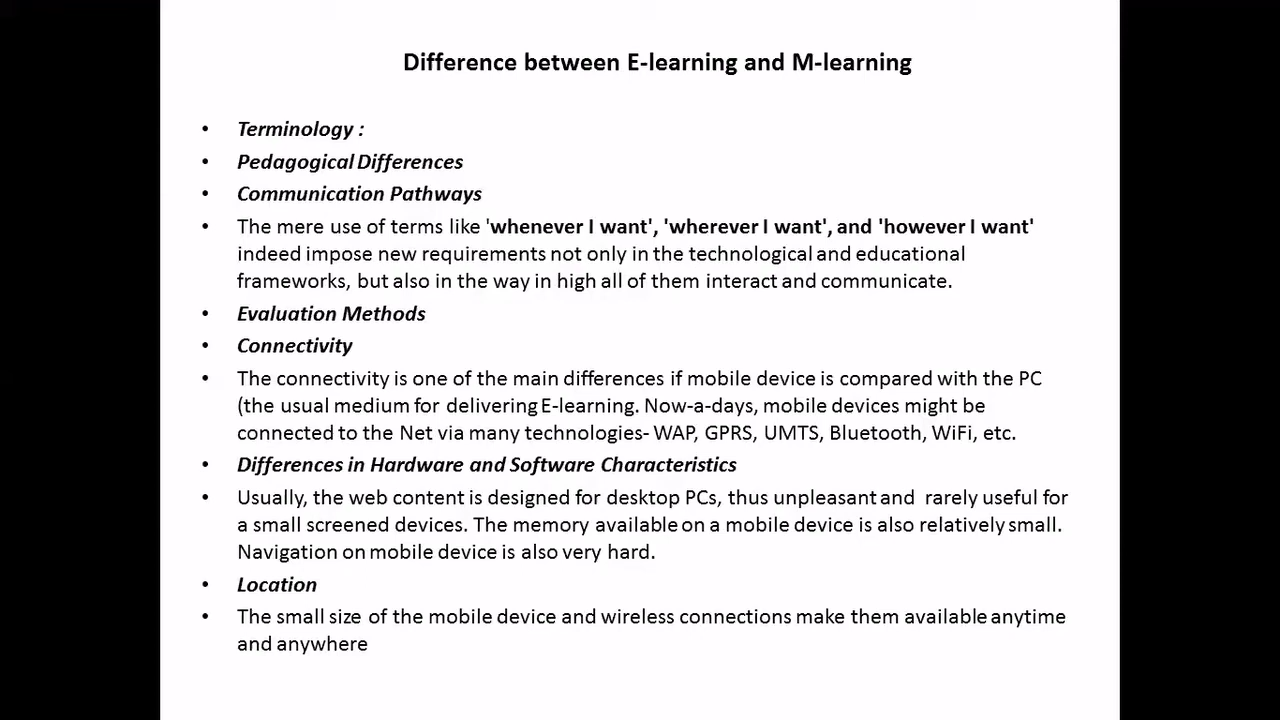 Difference between E-learning and M-learning
• Terminology :
• Pedagogical Differences
• Communication Pathways
• The mere use of terms like 'whenever I want', 'wherever I want', and 'however I want'
indeed impose new requirements not only in the technological and educational
frameworks, but also in the way in high all of them interact and communicate.
• Evaluation Methods
• Connectivity
• The connectivity is one of the main differences if mobile device is compared with the PC
(the usual medium for delivering E-learning. Now-a-days, mobile devices might be
connected to the Net via many technologies- WAP, GPRS, UMTS, Bluetooth, WiFi, etc.
• Differences in Hardware and Software Characteristics
• Usually, the web content is designed for desktop PCs, thus unpleasant and rarely useful for
a small screened devices. The memory available on a mobile device is also relatively small.
Navigation on mobile device is also very hard.
• Location
• The small size of the mobile device and wireless connections make them available anytime
and anywhere